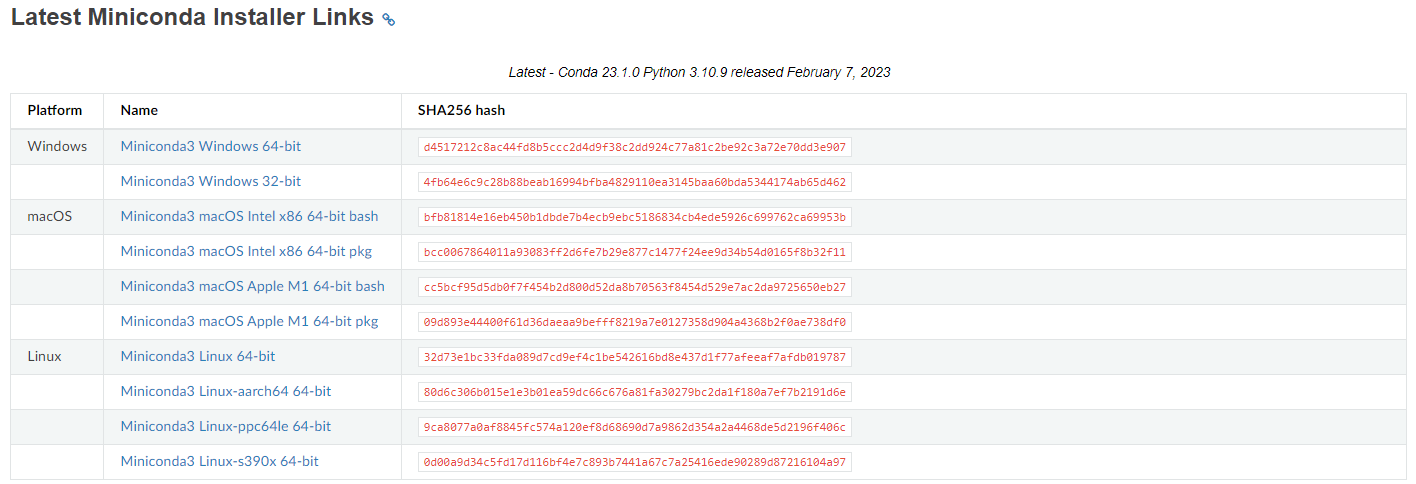 Latest Miniconda Installer Links
Latest - Conda 23.1.0 Python 3.10.9 released February 7, 2023
Platform Name SHA256 hash
Windows Miniconda3 Windows 64-bit d4517212c8ac44fd8b5ccc2d4d9f38c2dd924c77a81c2be92c3a72e70dd3e907
Miniconda3 Windows 32-bit 4fb64e6c9c28b88beab16994bfba4829110ea3145baa60bda5344174ab65d462
macOS Miniconda3 macOS Intel x86 64-bit bash bfb81814e16eb450b1dbde7b4ecb9ebc5186834cb4ede5926c699762ca69953b
Miniconda3 macOS Intel x86 64-bit pkg bcc0067864011a93083ff2d6fe7b29e877c1477f24ee9d34b54d0165f8b32f11
Miniconda3 macOS Apple M1 64-bit bash cc5bcf95d5db0f7f454b2d800d52da8b70563f8454d529e7ac2da9725650eb27
Miniconda3 macOS Apple M1 64-bit pkg 09d893e44400f61d36daeaa9befff8219a7e0127358d904a4368b2f0ae738df0
Linux Miniconda3 Linux 64-bit 32d73e1bc33fda089d7cd9ef4c1be542616bd8e437d1f77afeeaf7afdb019787
Miniconda3 Linux-aarch64 64-bit 80d6c306b015e1e3b01ea59dc66c676a81fa30279bc2da1f180a7ef7b2191d6e
Miniconda3 Linux-ppc64le 64-bit 9ca8077a0af8845fc574a120ef8d68690d7a9862d354a2a4468de5d2196f406c
Miniconda3 Linux-s390x 64-bit 0d00a9d34c5fd17d116bf4e7c893b7441a67c7a25416ede90289d87216104a97